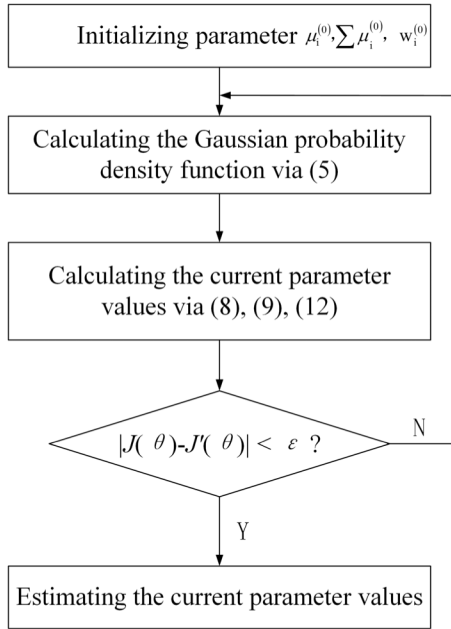 Initializing parameter μᵢ⁽⁰⁾,∑μᵢ⁽⁰⁾, wᵢ⁽⁰⁾
Calculating the Gaussian probability
density function via (5)
Calculating the current parameter
values via (8), (9), (12)
|J( θ)-J'( θ)| < ε ?
N
Y
Estimating the current parameter values